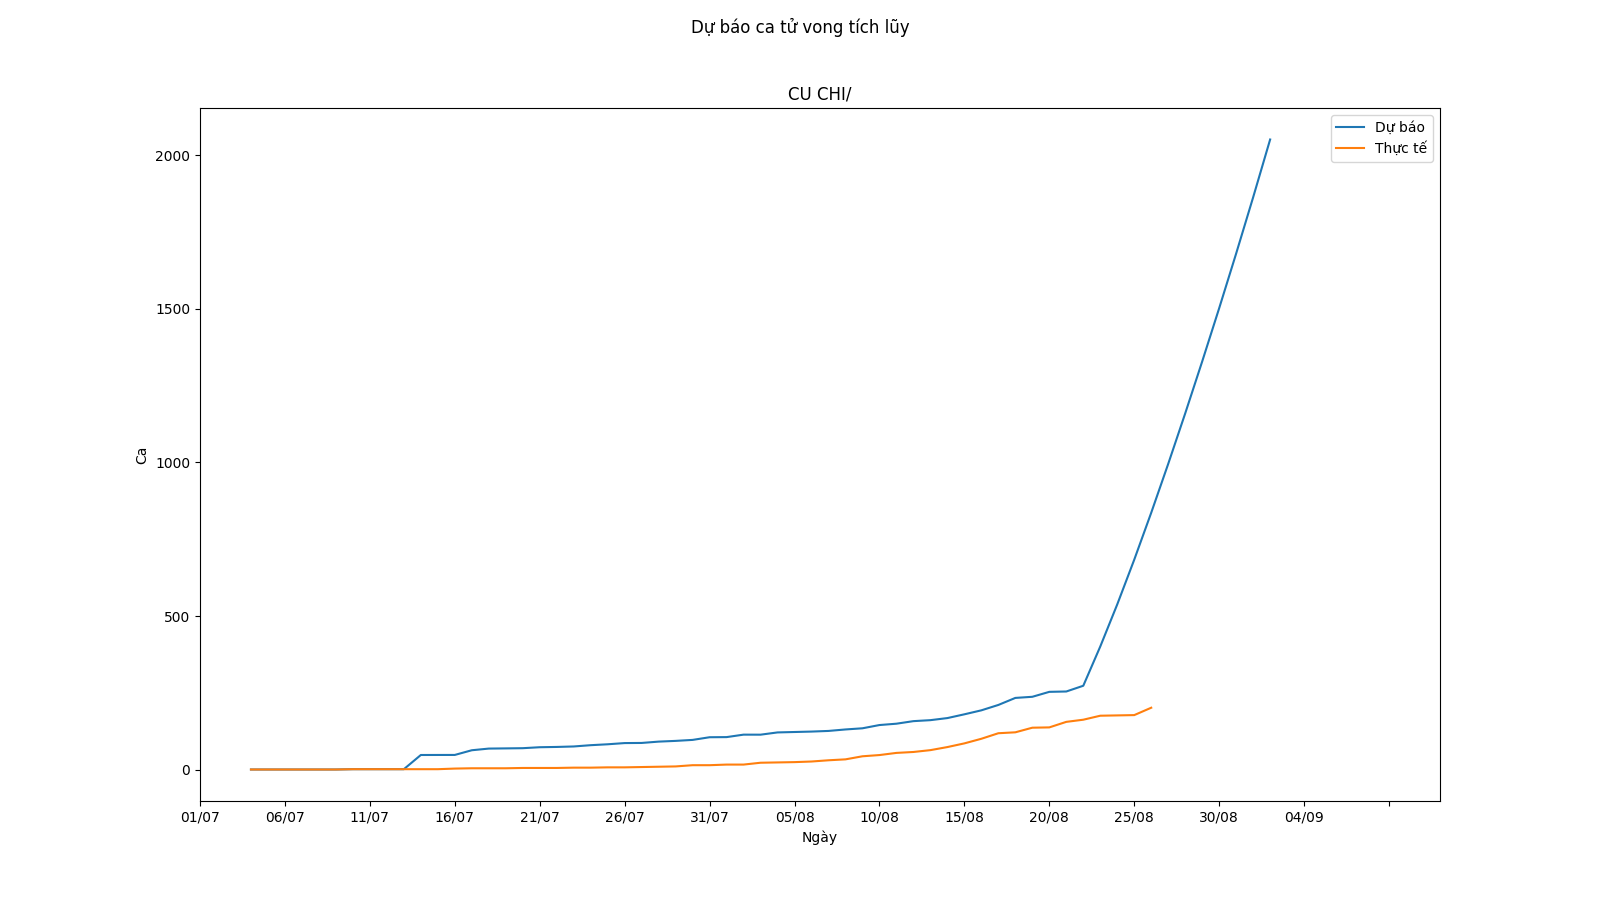 Dự báo ca tử vong tích lũy
CU CHI/
Dự báo
Thực tế
2000
1500
1000
500
0
Ca
01/07 06/07 11/07 16/07 21/07 26/07 31/07 05/08 10/08 15/08 20/08 25/08 30/08 04/09
Ngày